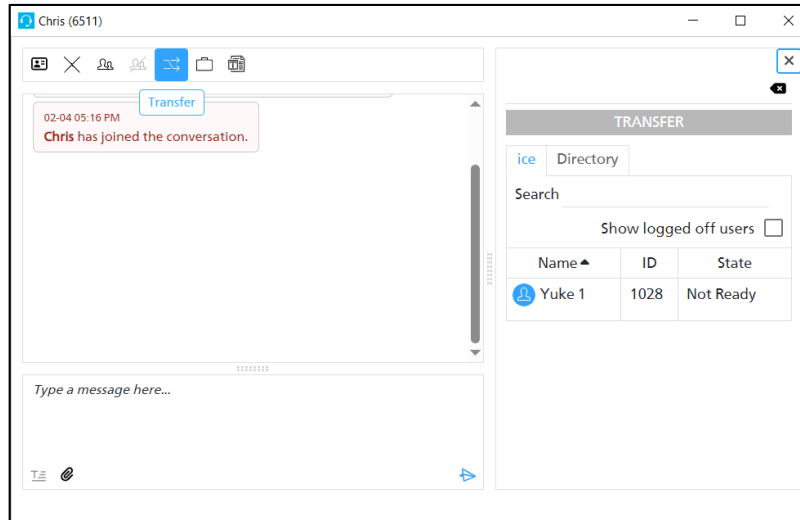 Chris (6511)
Transfer
02-04 05:16 PM
Chris has joined the conversation.
Type a message here...
TRANSFER
ice Directory
Search
Show logged off users
Name ID State
Yuke 1 1028 Not Ready